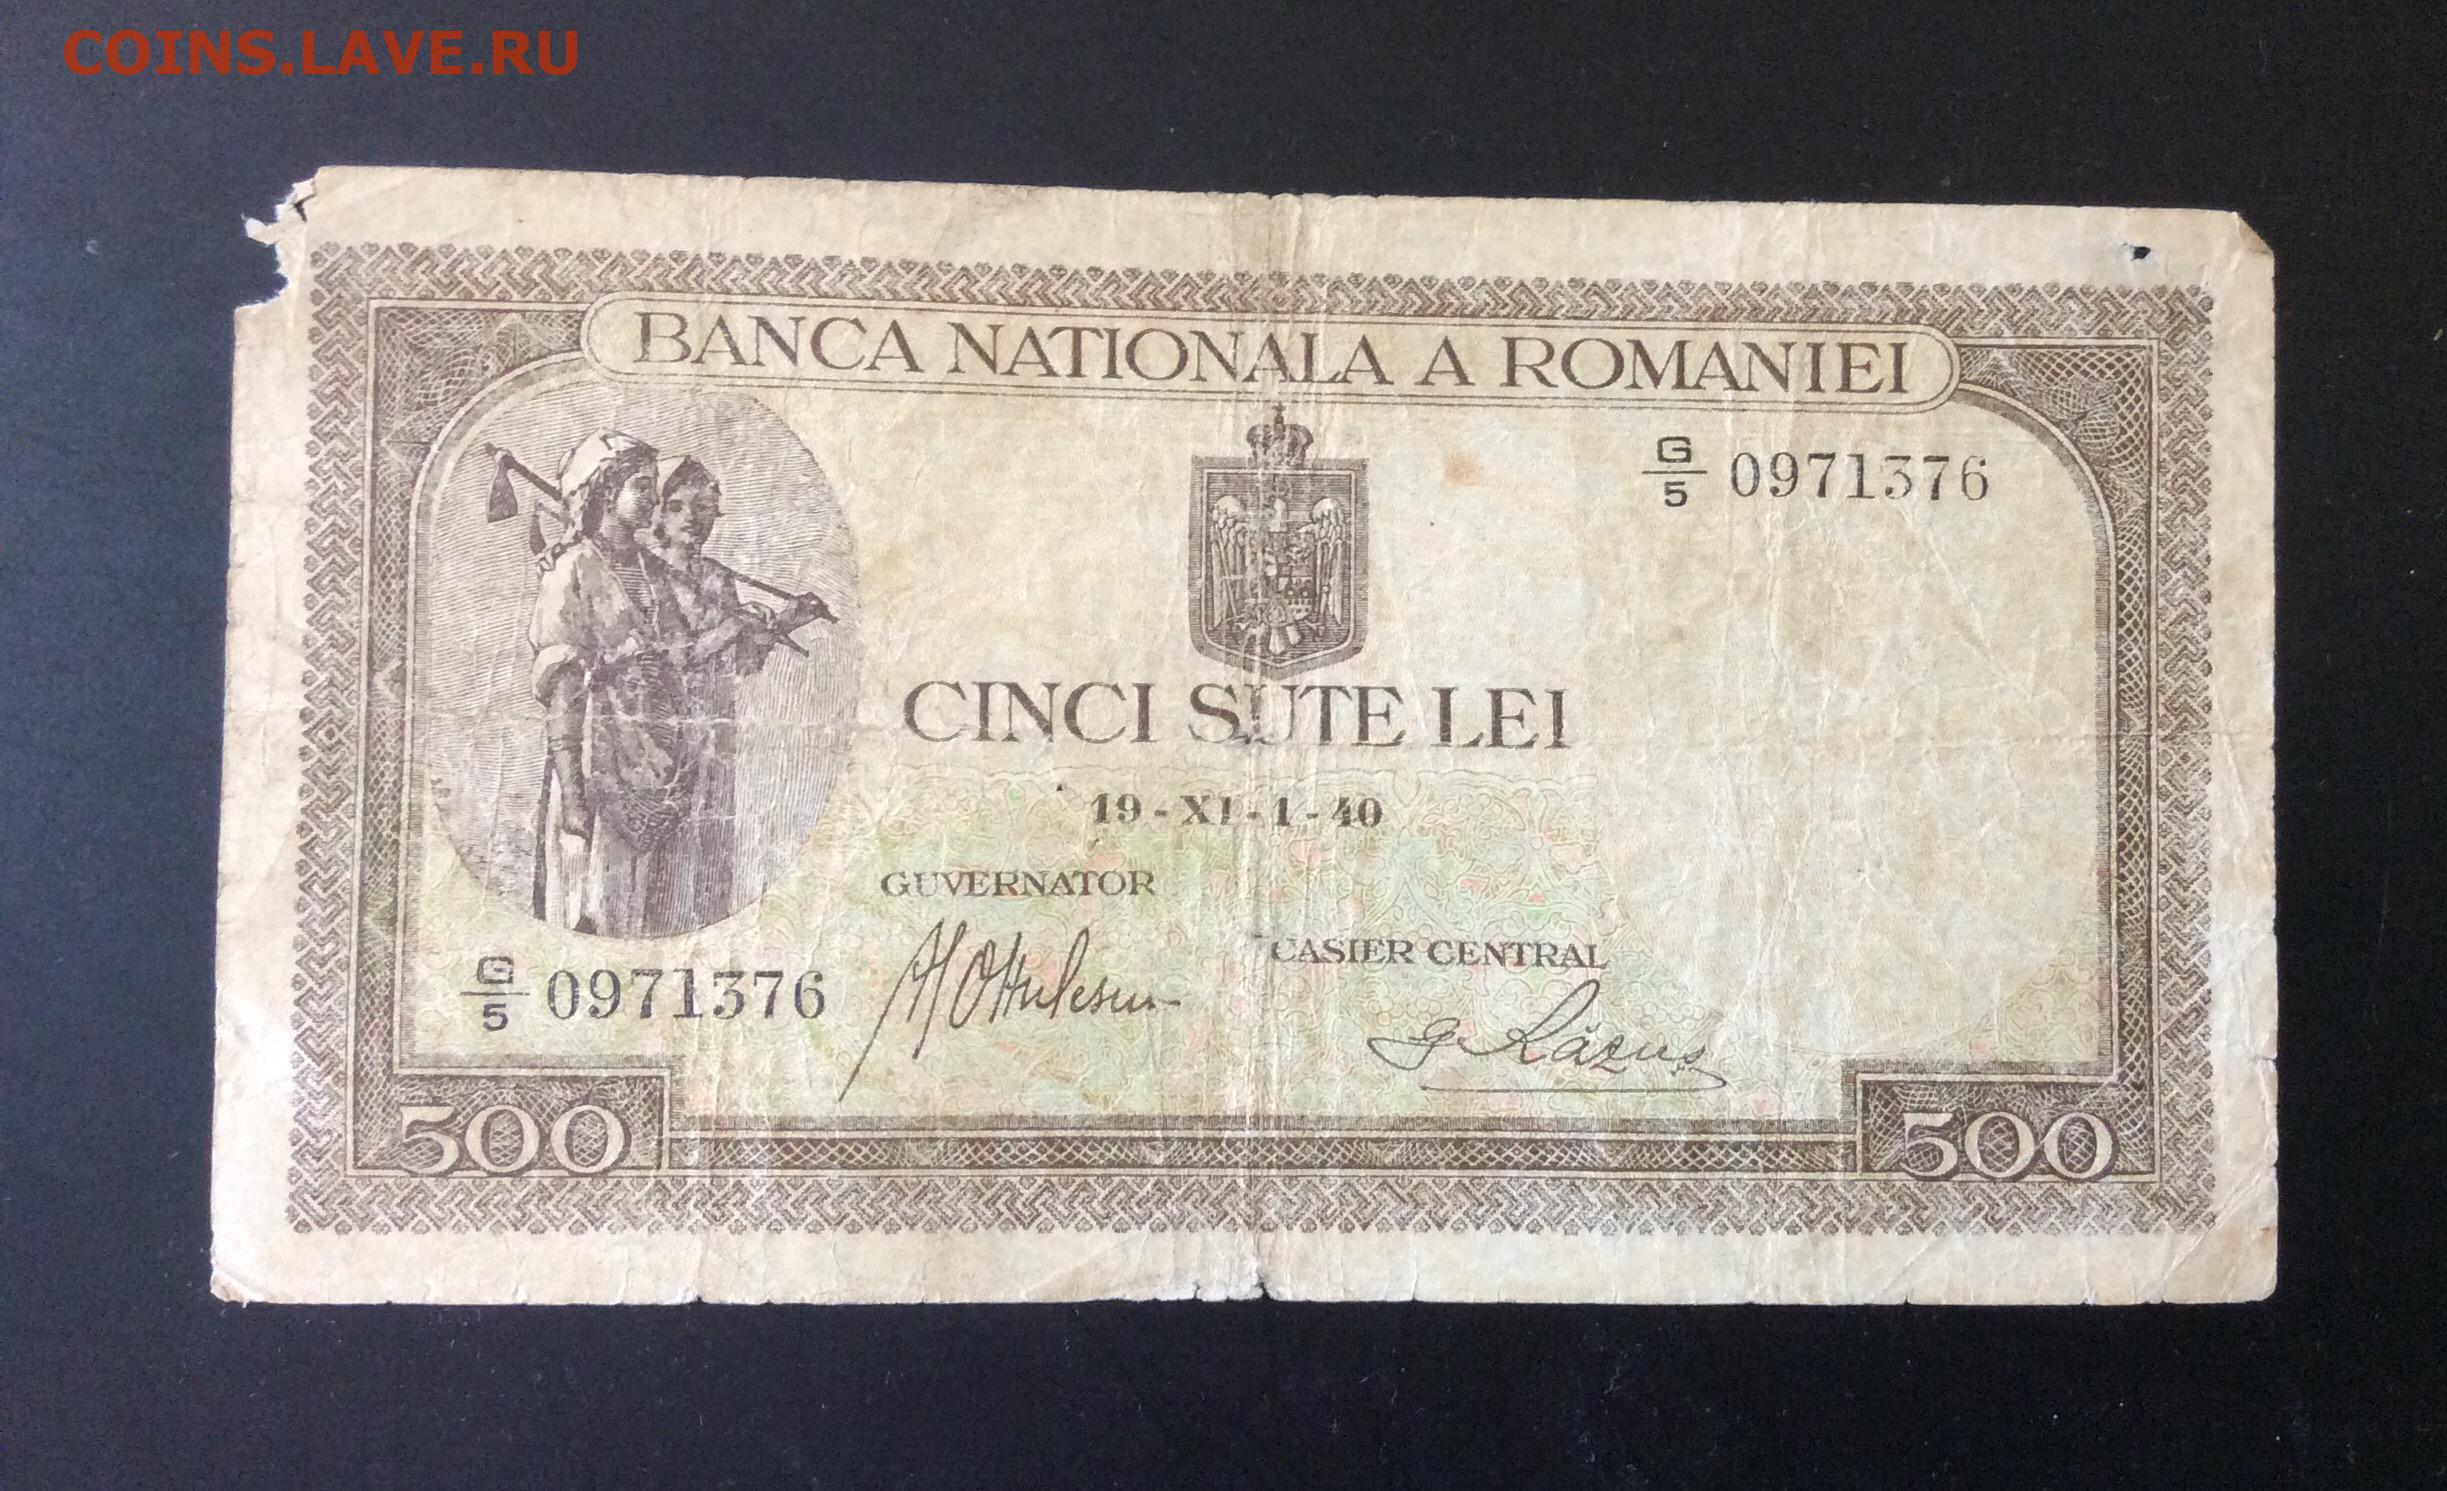 COINS.LAVE.RU
BANCA NATIONALA A ROMANIEI
G/5 0971376
CINCI SUTE LEI
19-XI-1-40
GUVERNATOR
CASIER CENTRAL
G/5 0971376
500
500